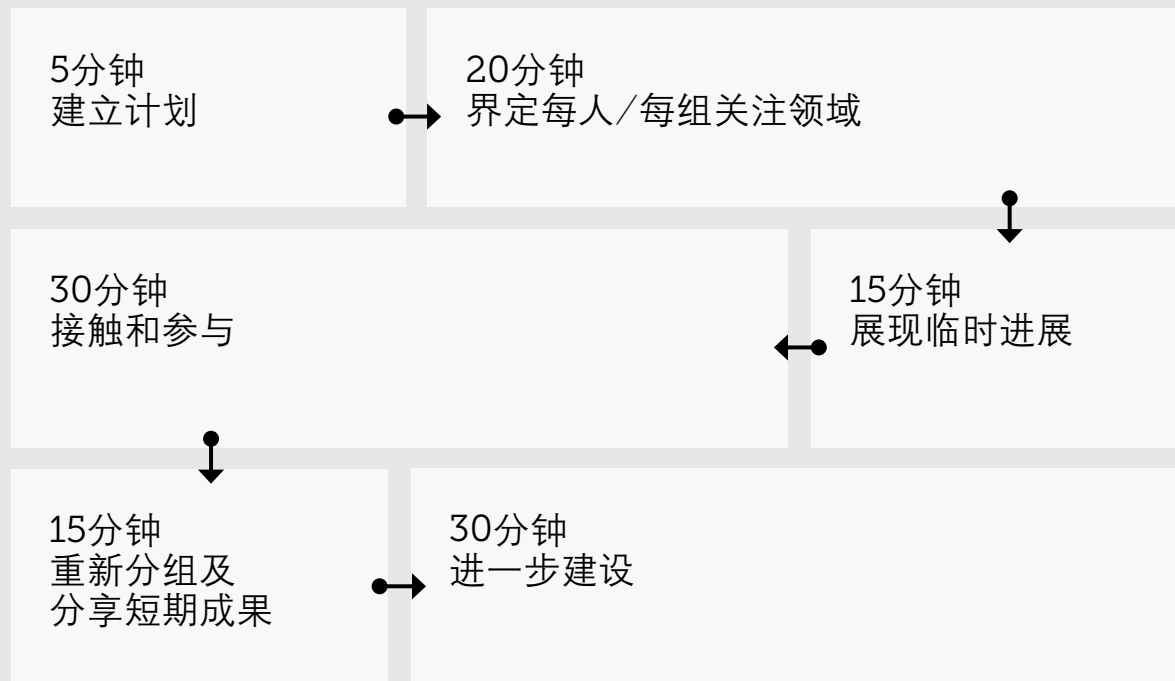 5分钟
建立计划
20分钟
界定每人/每组关注领域
15分钟
展现临时进展
30分钟
接触和参与
15分钟
重新分组及
分享短期成果
30分钟
进一步建设